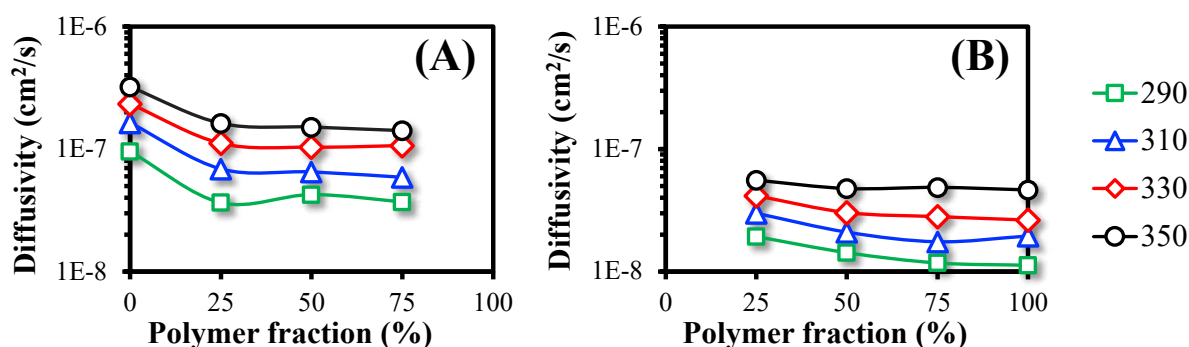 Diffusivity (cm²/s)
1E-6
1E-7
1E-8
(A)
0 25 50 75 100
Polymer fraction (%)
Diffusivity (cm²/s)
1E-6
1E-7
1E-8
(B)
0 25 50 75 100
Polymer fraction (%)
290
310
330
350